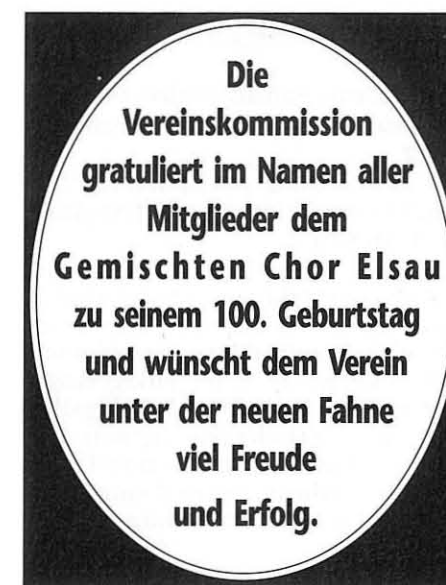 Die
Vereinskommission
gratuliert im Namen aller
Mitglieder dem
Gemischten Chor Elsau
zu seinem 100. Geburtstag
und wünscht dem Verein
unter der neuen Fahne
viel Freude
und Erfolg.